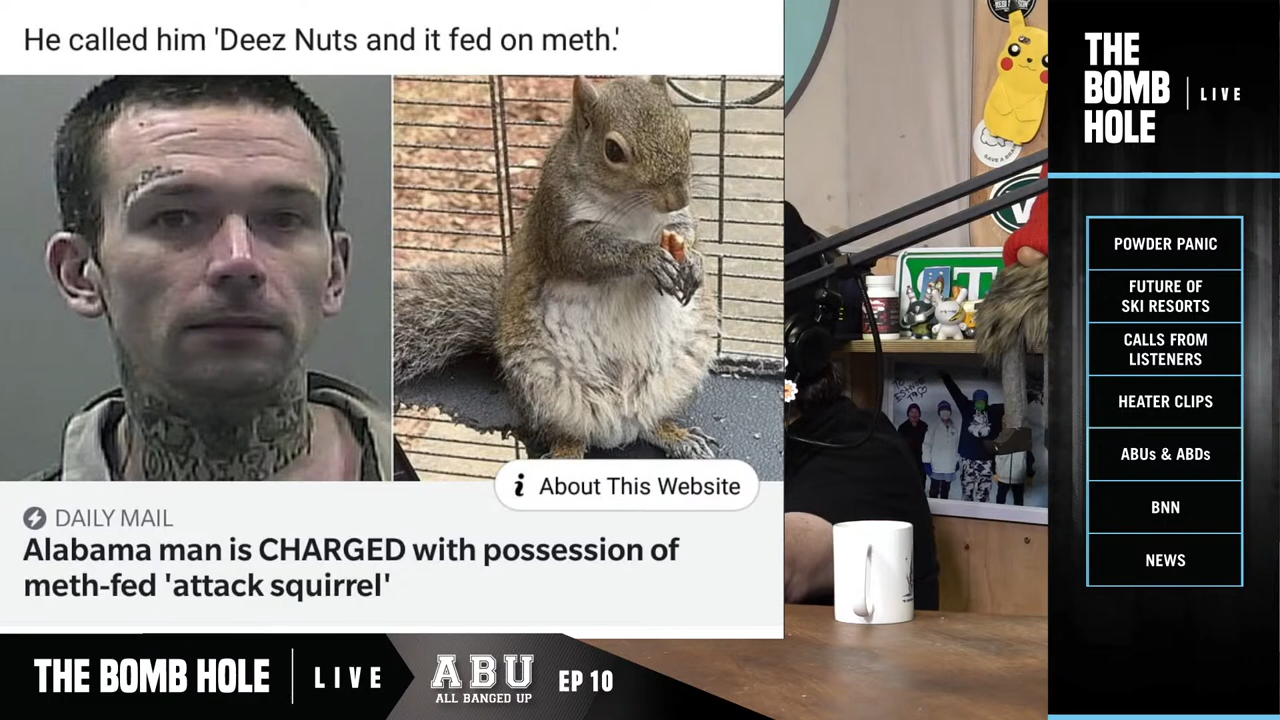 He called him 'Deez Nuts and it fed on meth.'
i About This Website
DAILY MAIL
Alabama man is CHARGED with possession of
meth-fed 'attack squirrel'
THE BOMB HOLE | LIVE
ABU
ALL BANGED UP
EP 10
THE
BOMB
HOLE
LIVE
POWDER PANIC
FUTURE OF
SKI RESORTS
CALLS FROM
LISTENERS
HEATER CLIPS
ABUs & ABDs
BNN
NEWS